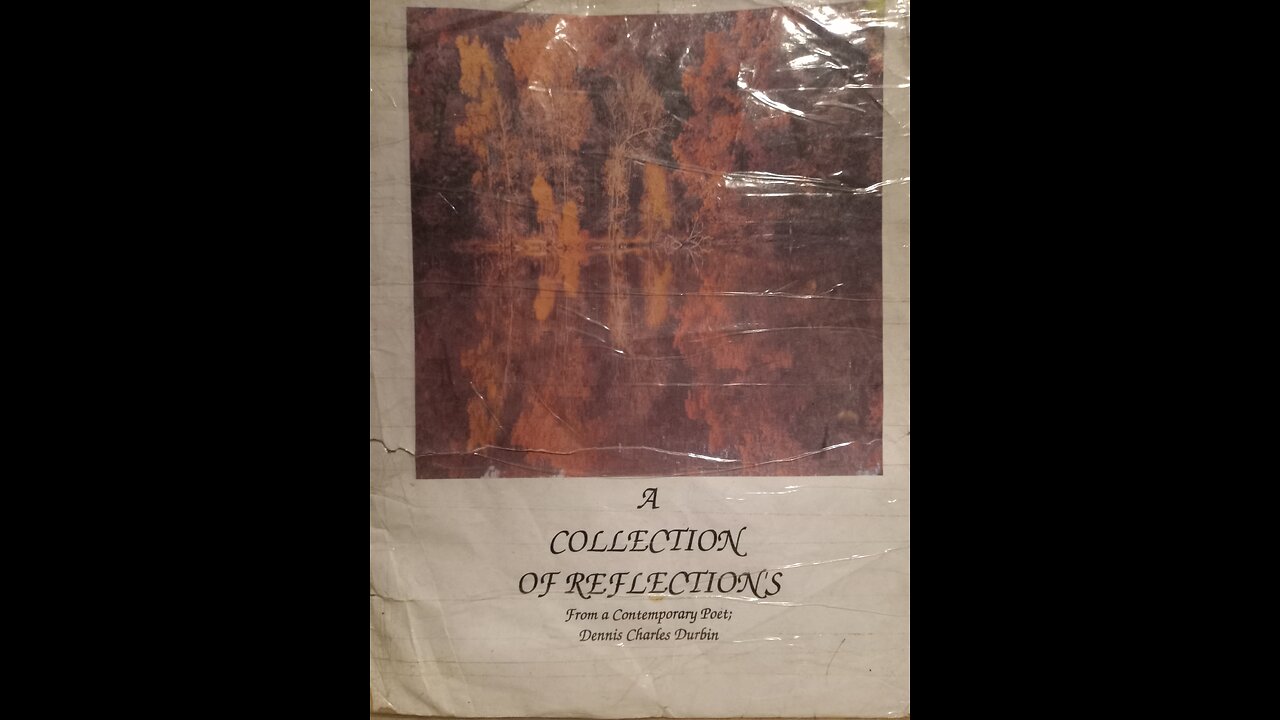 A
COLLECTION
OF REFLECTIONS
From a Contemporary Poet;
Dennis Charles Durbin